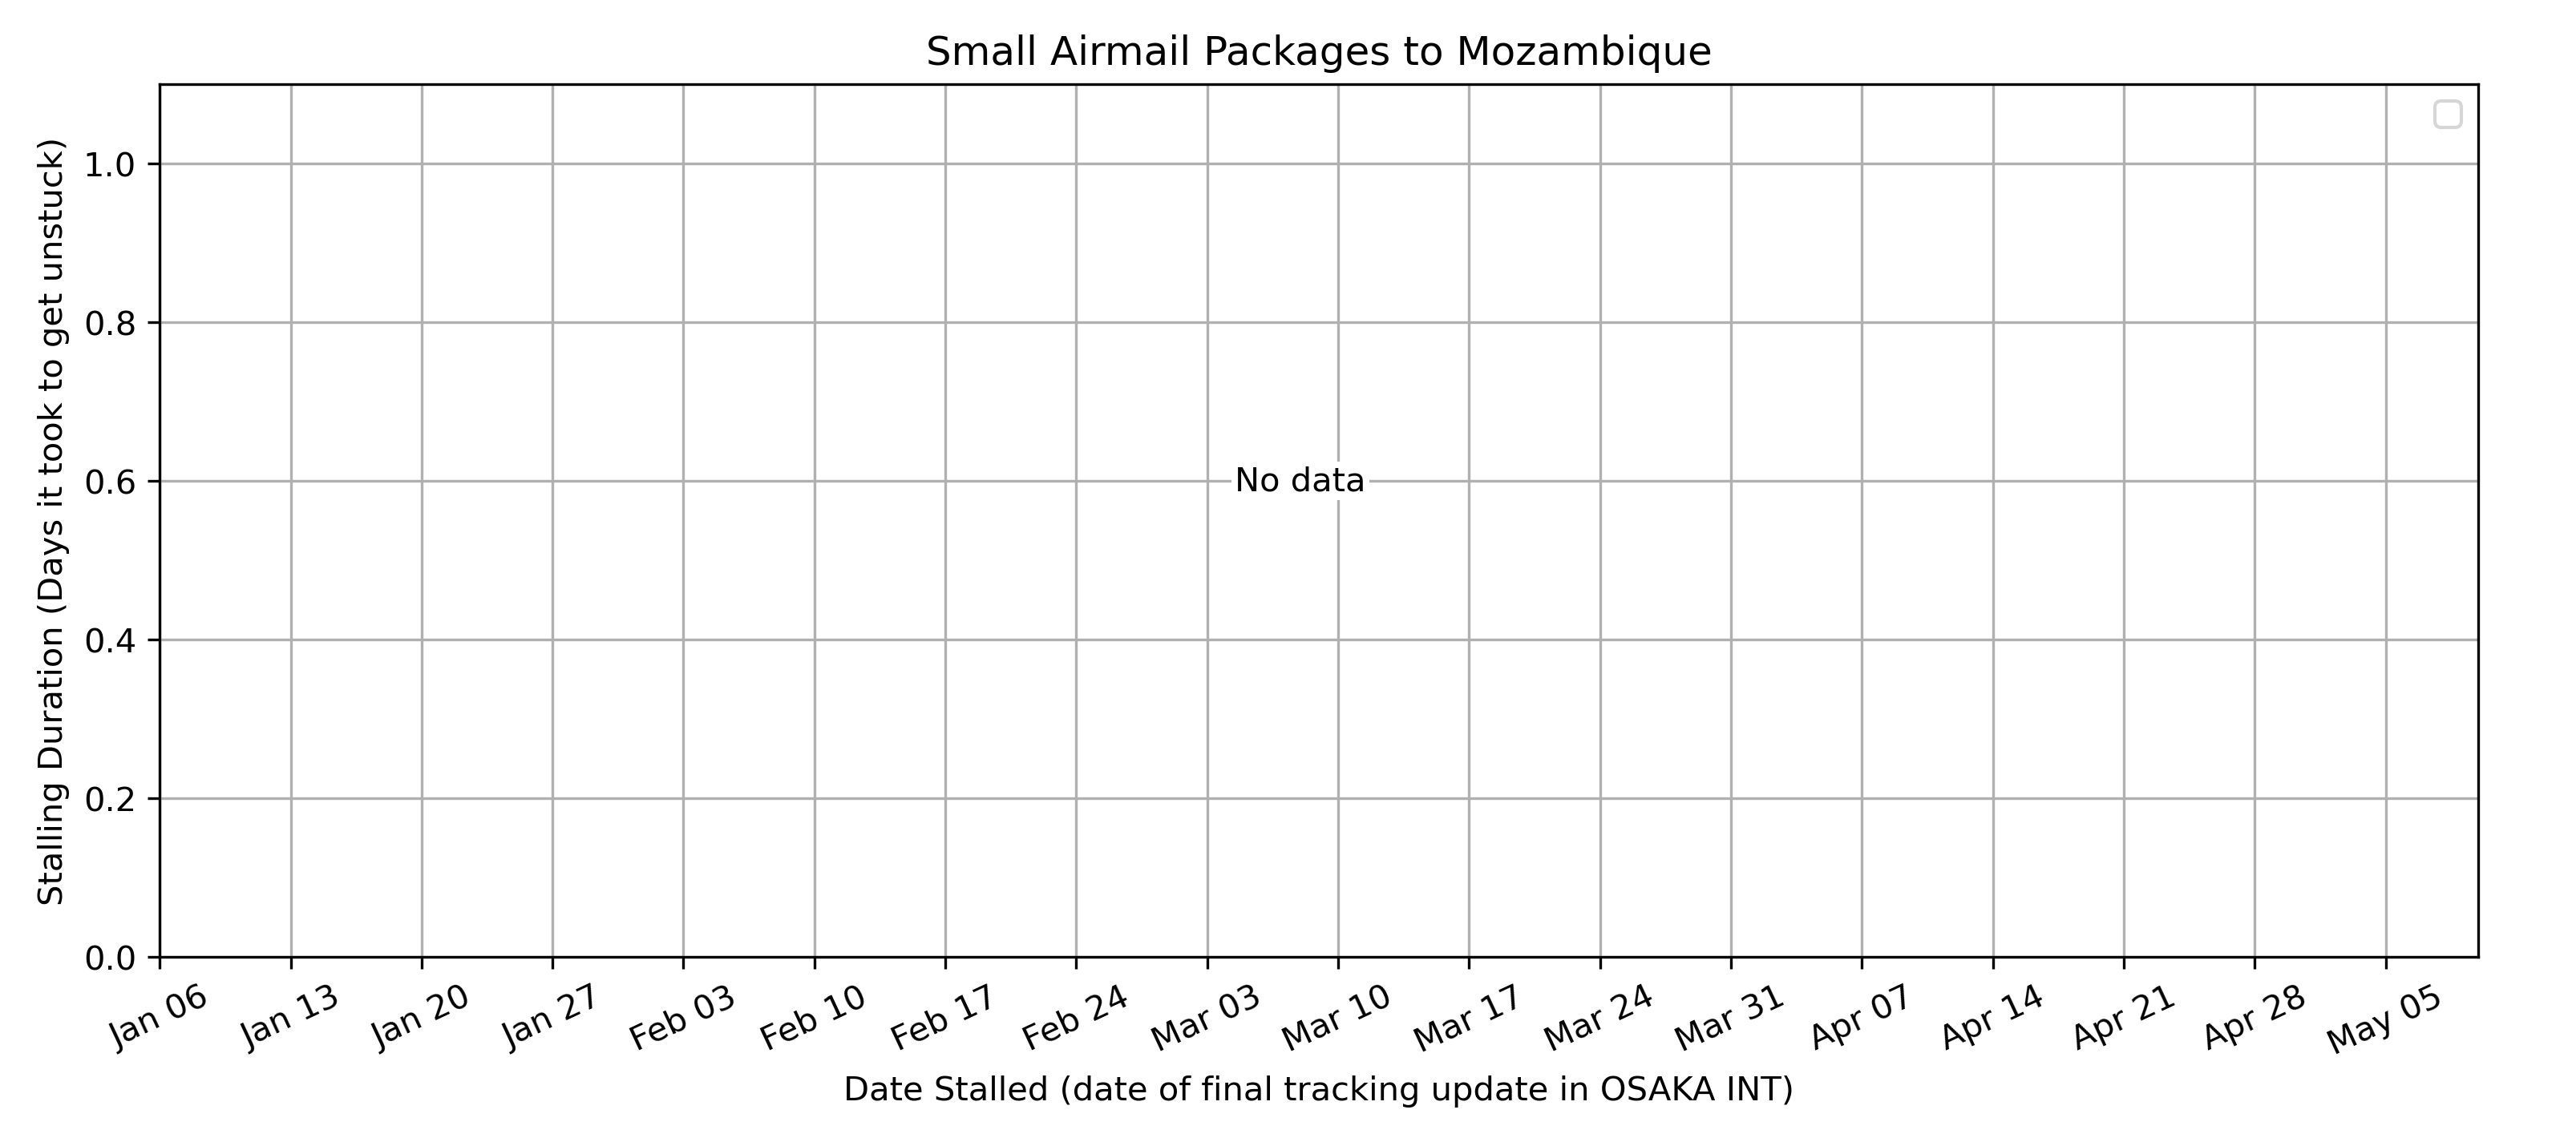 Small Airmail Packages to Mozambique
Stalling Duration (Days it took to get unstuck)
1.0
0.8
0.6
0.4
0.2
0.0
No data
Jan 06 Jan 13 Jan 20 Jan 27 Feb 03 Feb 10 Feb 17 Feb 24 Mar 03 Mar 10 Mar 17 Mar 24 Mar 31 Apr 07 Apr 14 Apr 21 Apr 28 May 05
Date Stalled (date of final tracking update in OSAKA INT)